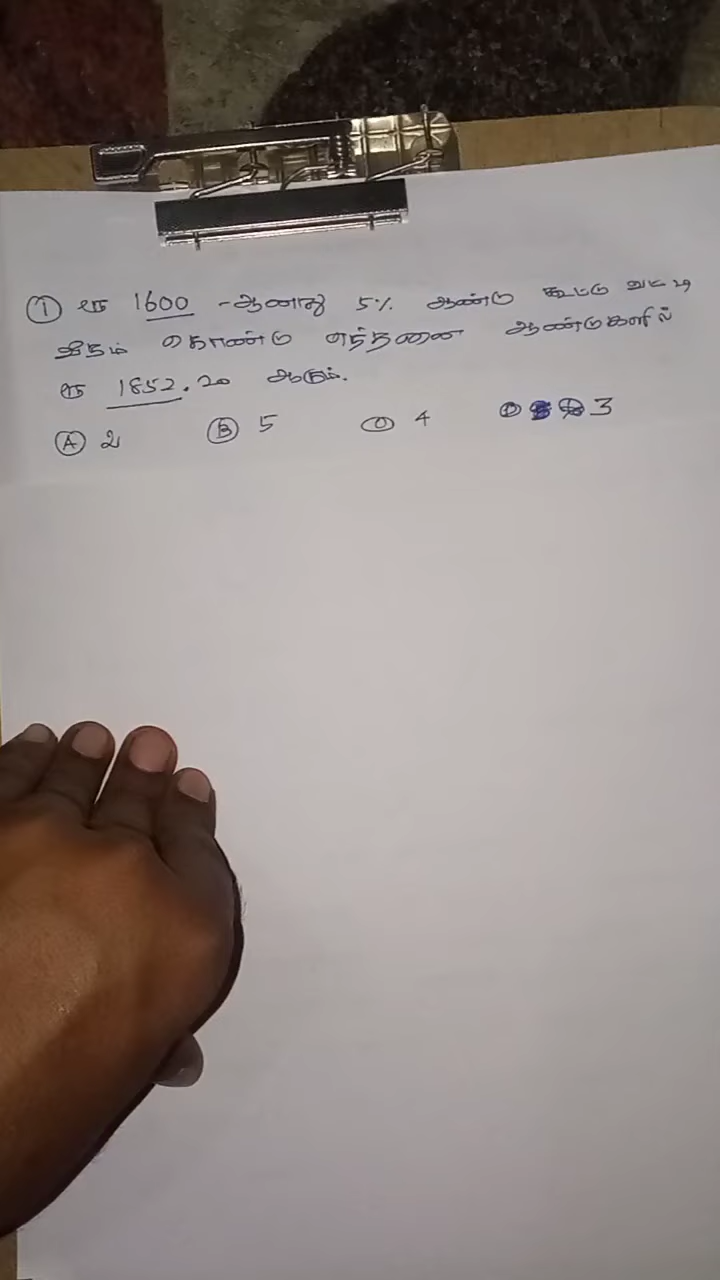 ① ரூ 1600 -ஆனது 5% ஆண்டு கூட்டு வட்டி
வீதம் கொண்டு எத்தனை ஆண்டுகளில்
ரூ 1852.20 ஆகும்.
Ⓐ 2 Ⓑ 5 Ⓒ 4 Ⓓ 3